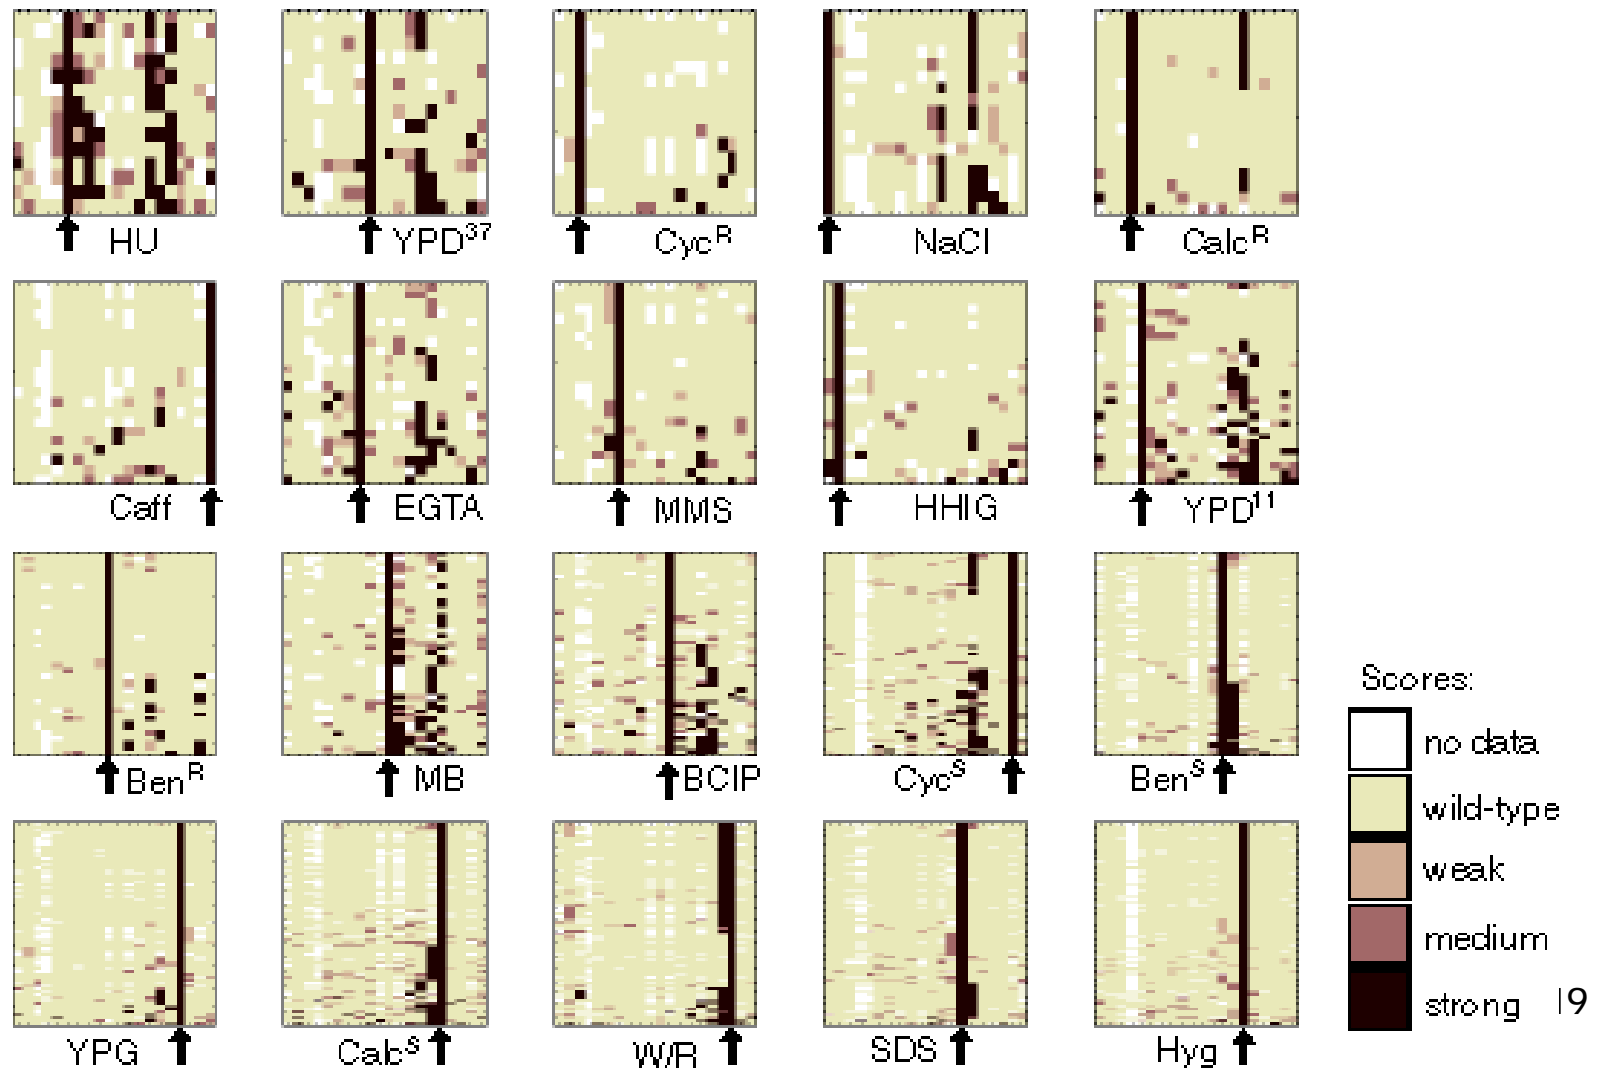 HU YPD³⁷ Cycᴿ NaCl Calcᴿ
Caff EGTA MMS HHIG YPD¹¹
Benᴿ MB BCIP Cycˢ Benˢ
YPG Calcˢ W/R SDS Hyg
Scores:
no data
wild-type
weak
medium
strong
19